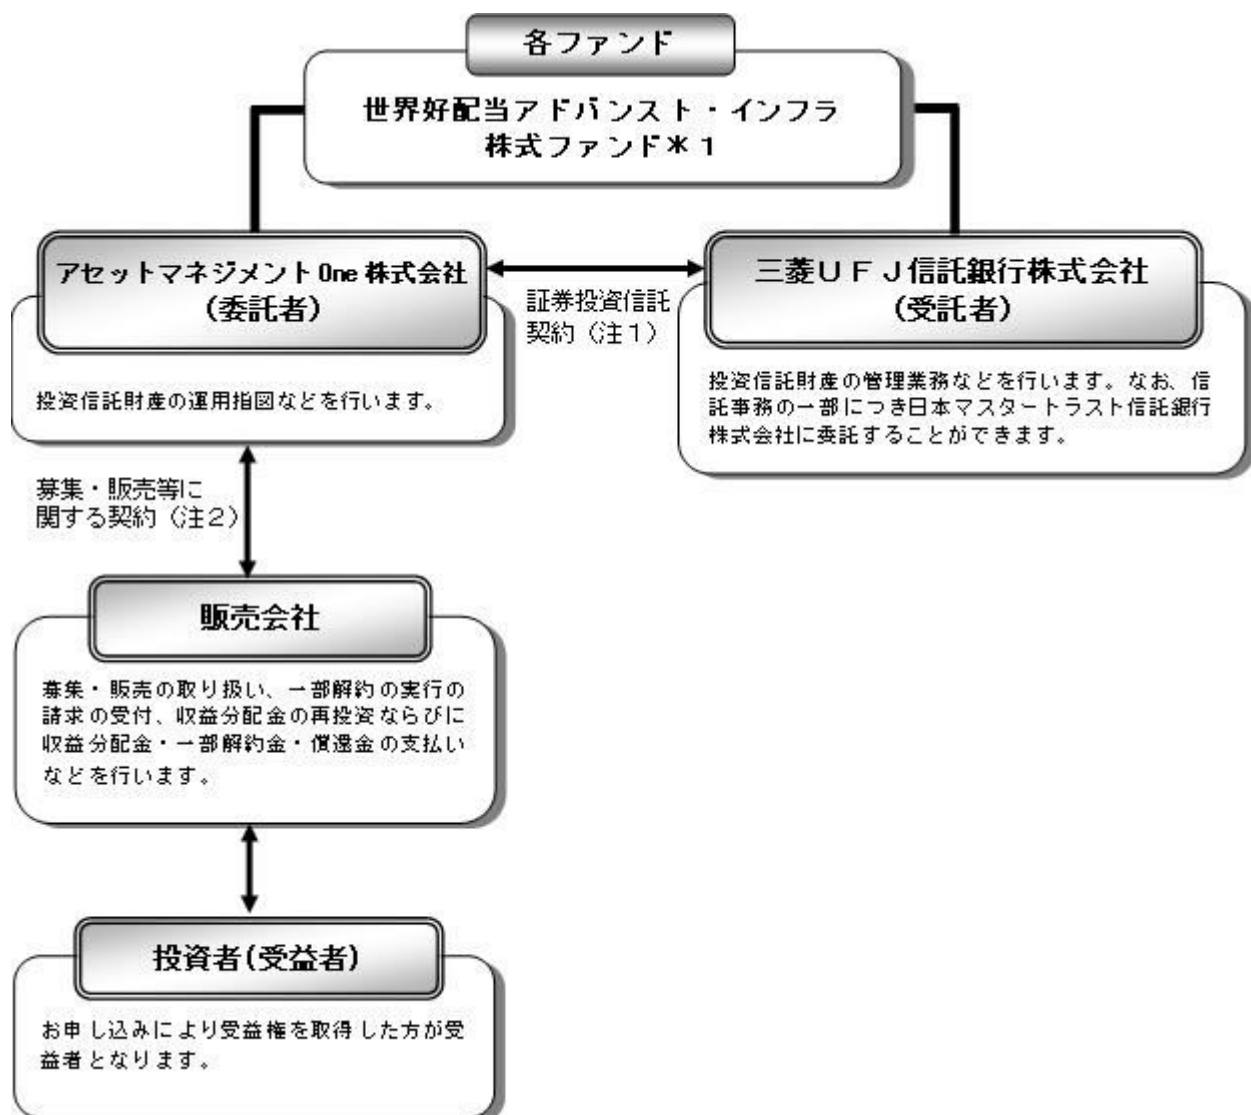 各ファンド
世界好配当アドバンスト・インフラ
株式ファンド＊１
アセットマネジメントOne 株式会社
(委託者)
投資信託財産の運用指図などを行います。
証券投資信託
契約（注１）
三菱ＵＦＪ信託銀行株式会社
(受託者)
投資信託財産の管理業務などを行います。なお、信
託事務の一部につき日本マスタートラスト信託銀行
株式会社に委託することができます。
募集・販売等に
関する契約（注２）
販売会社
募集・販売の取り扱い、一部解約の実行の
請求の受付、収益分配金の再投資ならびに
収益分配金・一部解約金・償還金の支払い
などを行います。
投資者(受益者)
お申し込みにより受益権を取得した方が受
益者となります。